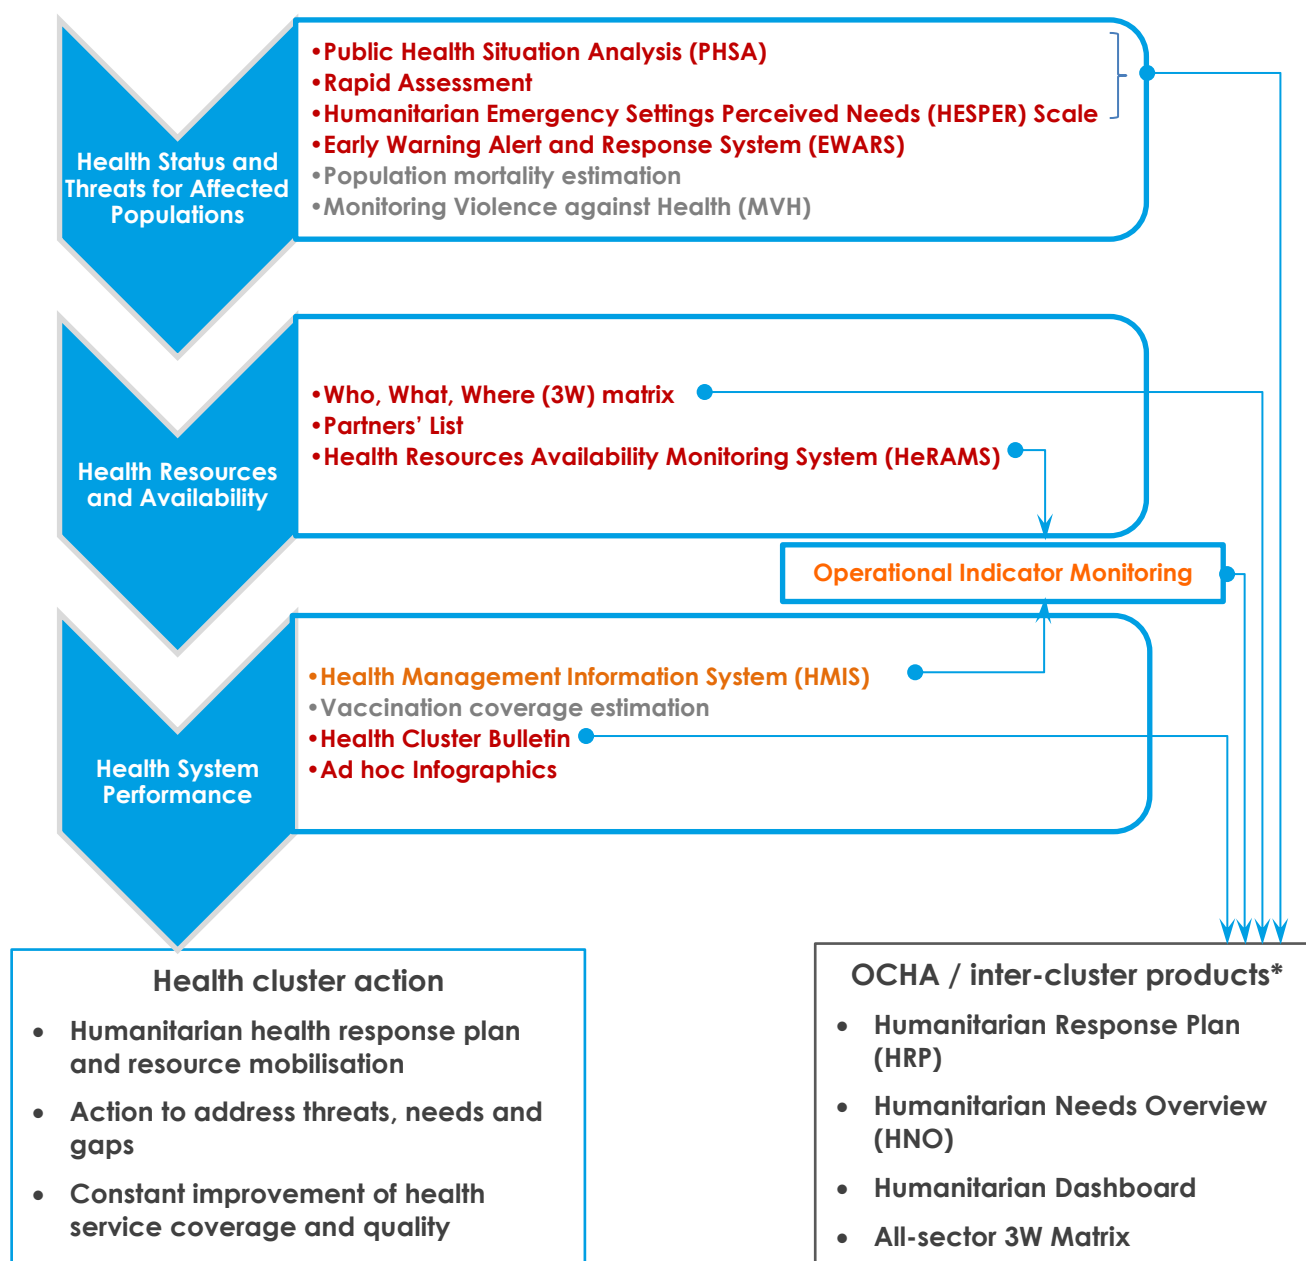 Health Status and
Threats for Affected
Populations
•Public Health Situation Analysis (PHSA)
•Rapid Assessment
•Humanitarian Emergency Settings Perceived Needs (HESPER) Scale
•Early Warning Alert and Response System (EWARS)
•Population mortality estimation
•Monitoring Violence against Health (MVH)
Health Resources
and Availability
•Who, What, Where (3W) matrix
•Partners’ List
•Health Resources Availability Monitoring System (HeRAMS)
Operational Indicator Monitoring
Health System
Performance
•Health Management Information System (HMIS)
•Vaccination coverage estimation
•Health Cluster Bulletin
•Ad hoc Infographics
Health cluster action
• Humanitarian health response plan
and resource mobilisation
• Action to address threats, needs and
gaps
• Constant improvement of health
service coverage and quality
OCHA / inter-cluster products*
• Humanitarian Response Plan
(HRP)
• Humanitarian Needs Overview
(HNO)
• Humanitarian Dashboard
• All-sector 3W Matrix